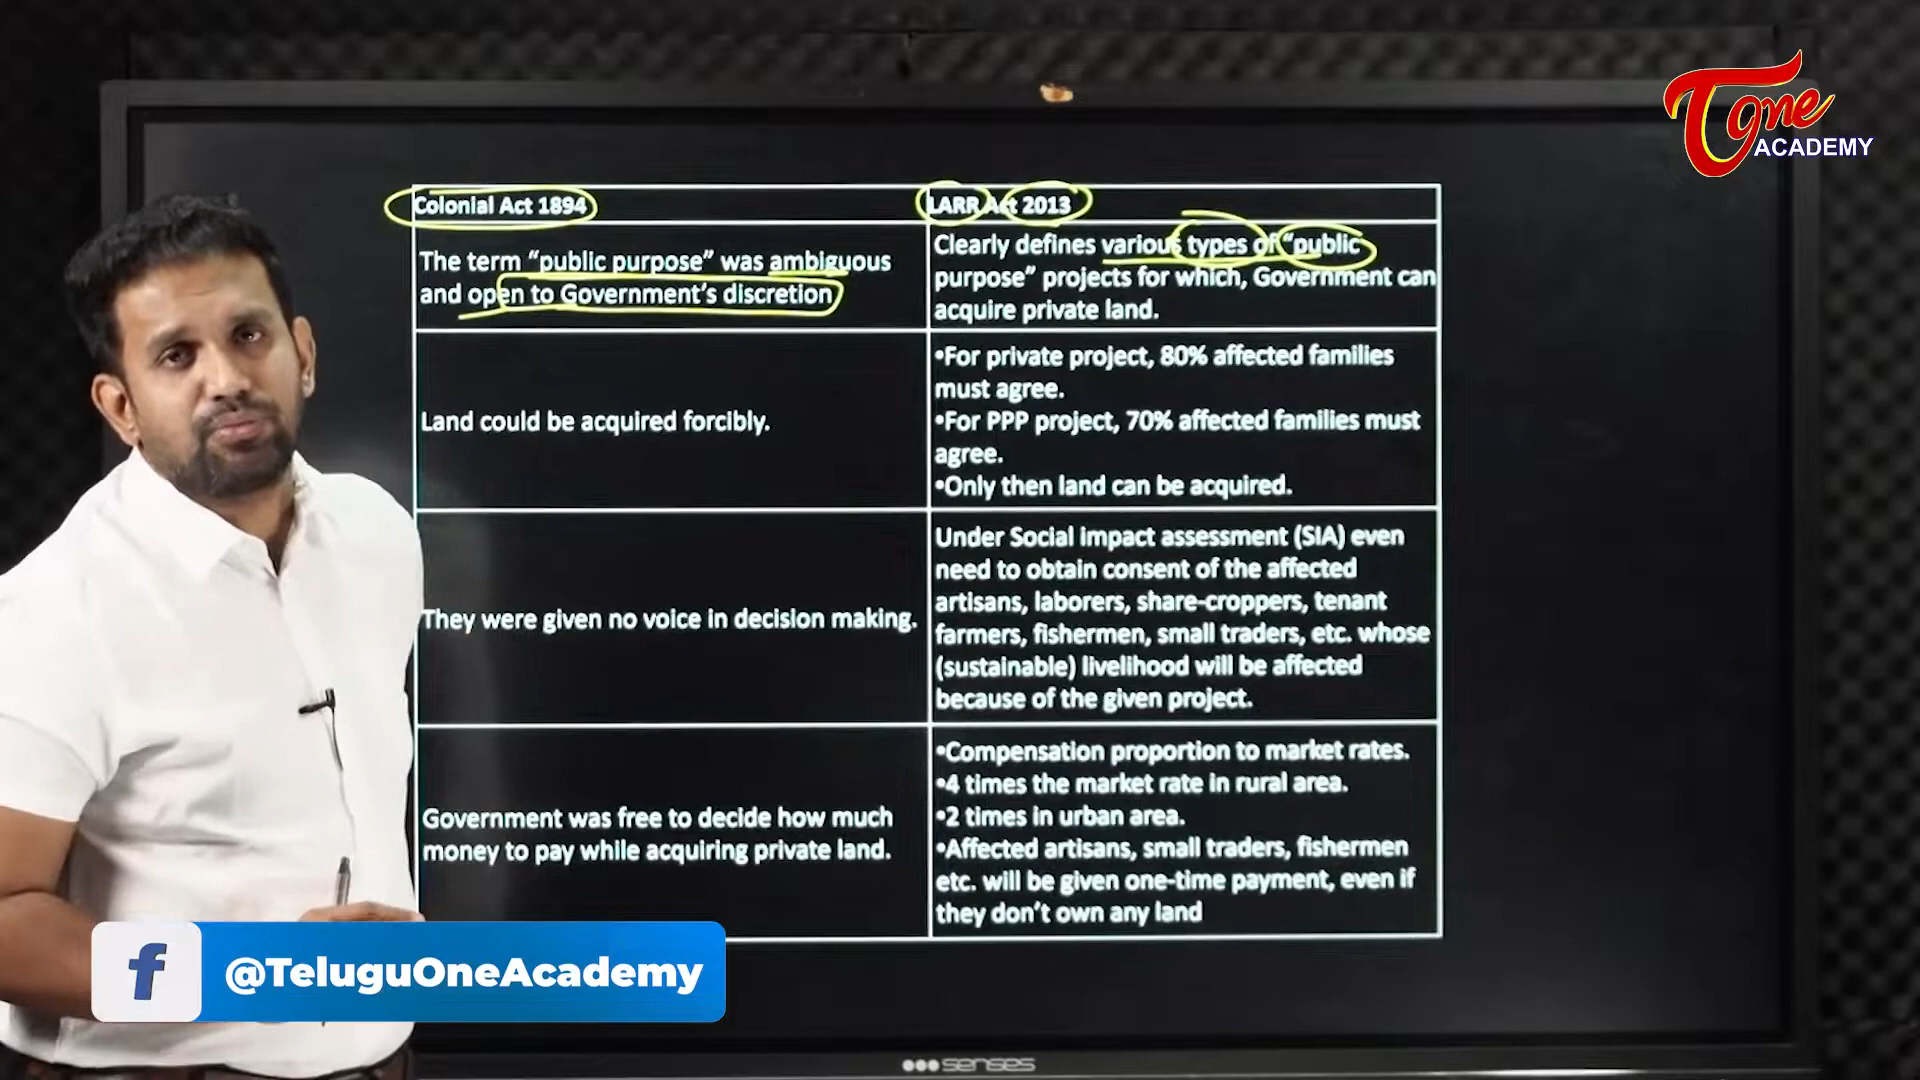 Tone
ACADEMY
Colonial Act 1894
LARR Act 2013
The term “public purpose” was ambiguous
and open to Government’s discretion
Clearly defines various types of “public
purpose” projects for which, Government can
acquire private land.
Land could be acquired forcibly.
•For private project, 80% affected families
must agree.
•For PPP project, 70% affected families must
agree.
•Only then land can be acquired.
They were given no voice in decision making.
Under Social impact assessment (SIA) even
need to obtain consent of the affected
artisans, laborers, share-croppers, tenant
farmers, fishermen, small traders, etc. whose
(sustainable) livelihood will be affected
because of the given project.
Government was free to decide how much
money to pay while acquiring private land.
•Compensation proportion to market rates.
•4 times the market rate in rural area.
•2 times in urban area.
•Affected artisans, small traders, fishermen
etc. will be given one-time payment, even if
they don’t own any land
f @TeluguOneAcademy
senses